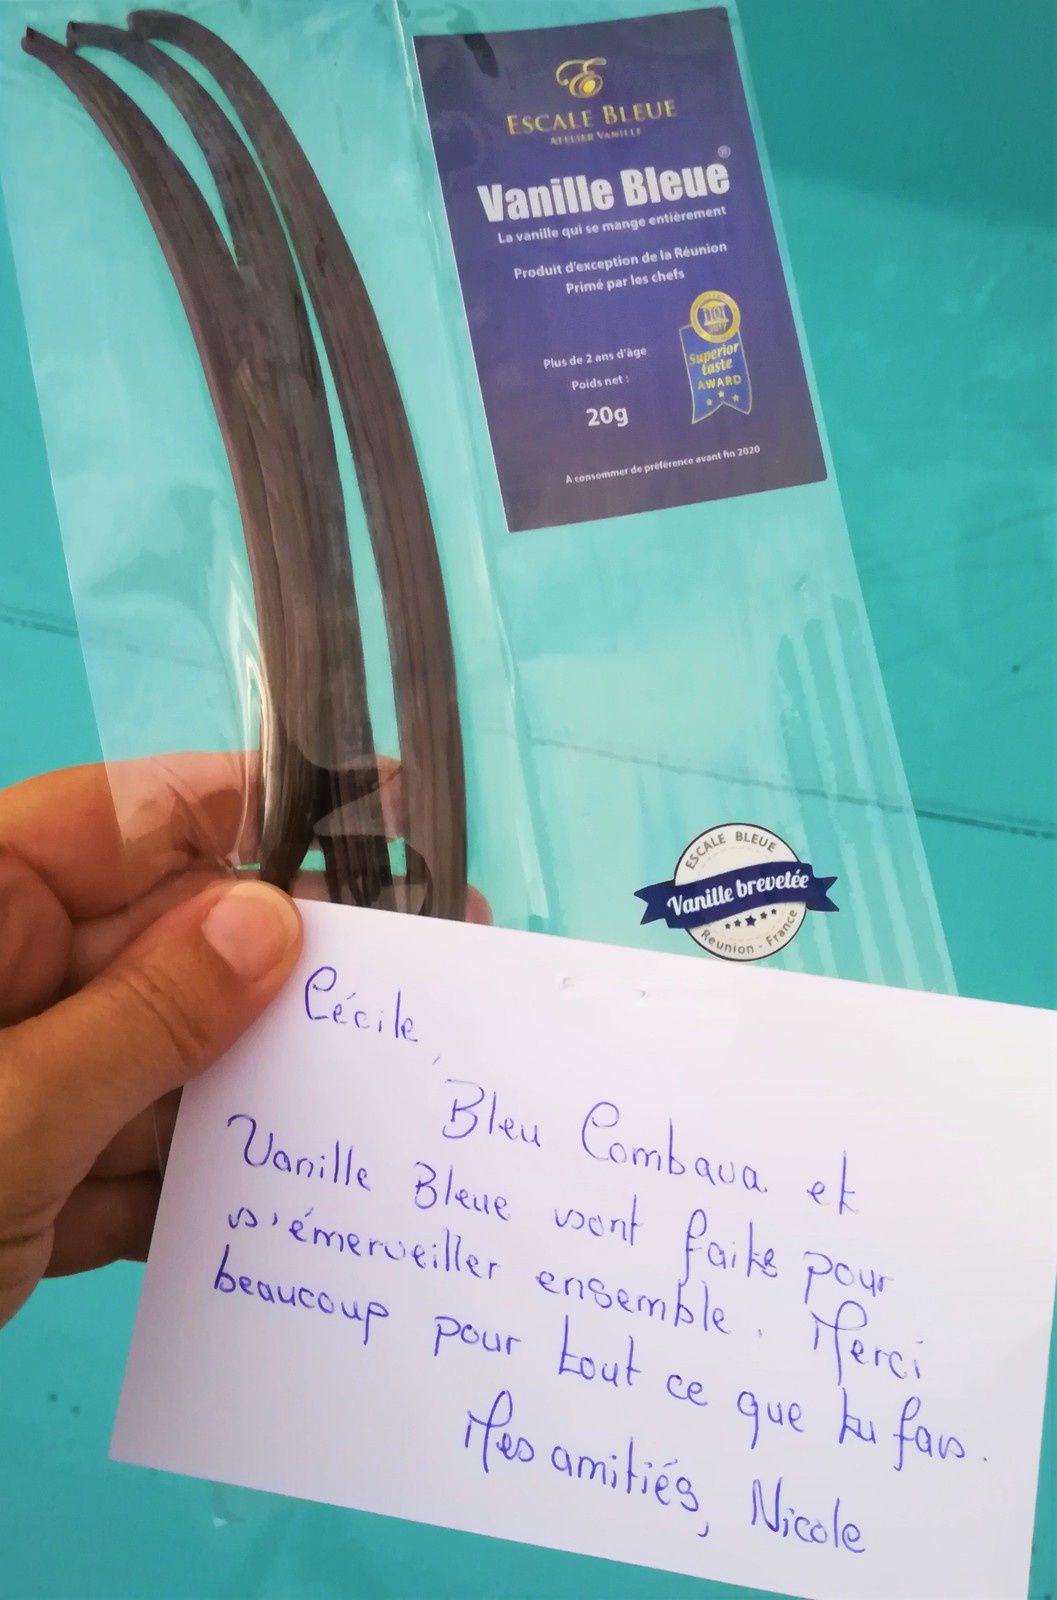 E
ESCALE BLEUE
ATELIER VANILLE
Vanille Bleue®
La vanille qui se mange entièrement
Produit d'exception de la Réunion
Primé par les chefs
2017
Superior
taste
AWARD
Plus de 2 ans d'âge
Poids net :
20g
A consommer de préférence avant fin 2020
ESCALE BLEUE
Vanille brevetée
Réunion - France
Cécile,
Bleu Combava et
Vanille Bleue sont faits pour
s'émerveiller ensemble. Merci
beaucoup pour tout ce que tu fais.
Mes amitiés, Nicole